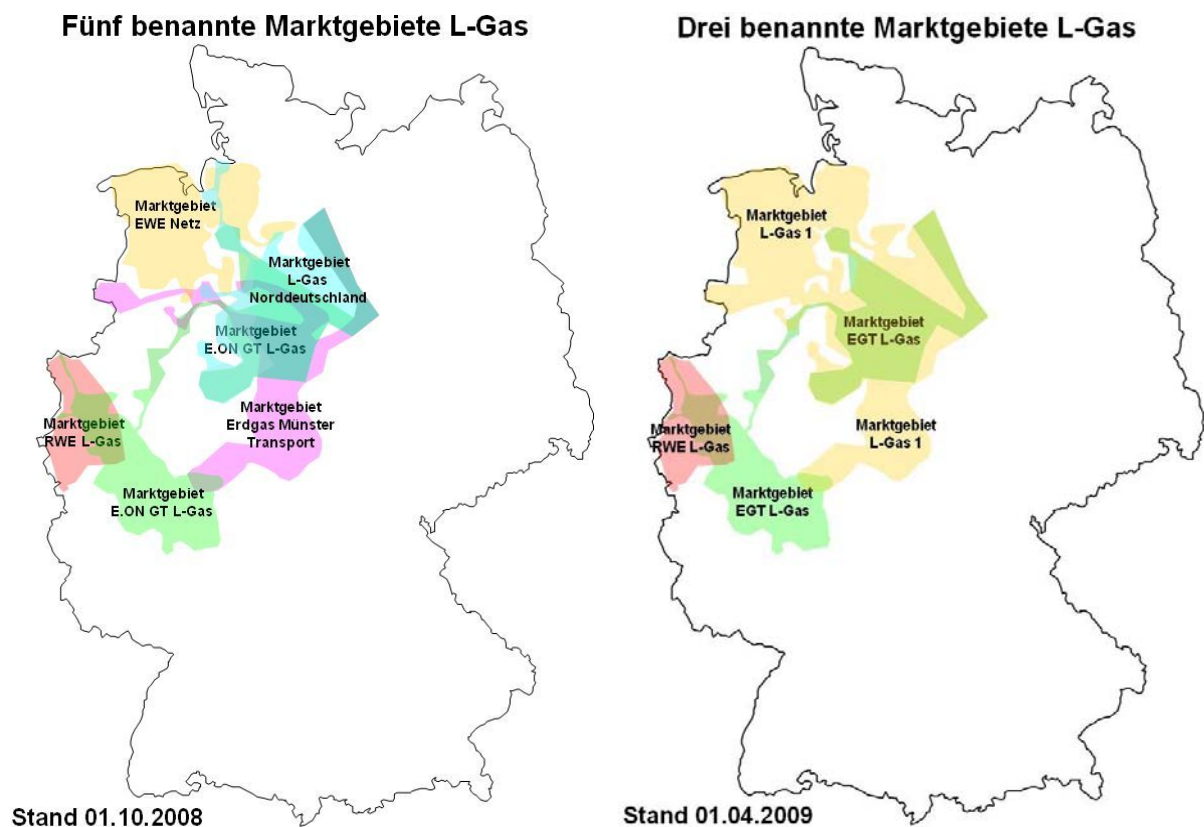 Fünf benannte Marktgebiete L-Gas
Marktgebiet
EWE Netz
Marktgebiet
L-Gas
Norddeutschland
Marktgebiet
E.ON GT L-Gas
Marktgebiet
Erdgas Münster
Transport
Marktgebiet
RWE L-Gas
Marktgebiet
E.ON GT L-Gas
Stand 01.10.2008
Drei benannte Marktgebiete L-Gas
Marktgebiet
L-Gas 1
Marktgebiet
EGT L-Gas
Marktgebiet
RWE L-Gas
Marktgebiet
L-Gas 1
Marktgebiet
EGT L-Gas
Stand 01.04.2009